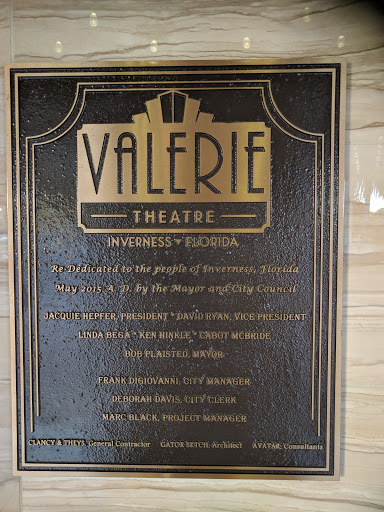 VALERIE
THEATRE
INVERNESS ▾ FLORIDA
Re-Dedicated to the people of Inverness, Florida
May 2015 A. D. by the Mayor and City Council
JACQUIE HEPFER, PRESIDENT * DAVID RYAN, VICE PRESIDENT
LINDA BEGA * KEN HINKLE * CABOT MCBRIDE
BOB PLAISTED, MAYOR
FRANK DIGIOVANNI, CITY MANAGER
DEBORAH DAVIS, CITY CLERK
MARC BLACK, PROJECT MANAGER
CLANCY & THEYS, General Contractor GATOR SKTCH: Architect AVATAR: Consultants